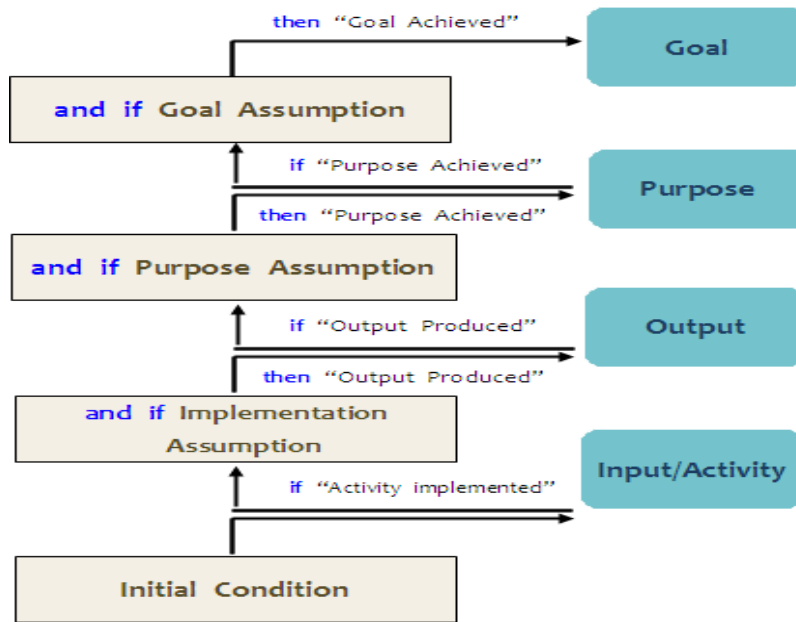 then “Goal Achieved”
Goal
and if Goal Assumption
if “Purpose Achieved”
Purpose
then “Purpose Achieved”
and if Purpose Assumption
if “Output Produced”
Output
then “Output Produced”
and if Implementation
Assumption
Input/Activity
if “Activity implemented”
Initial Condition